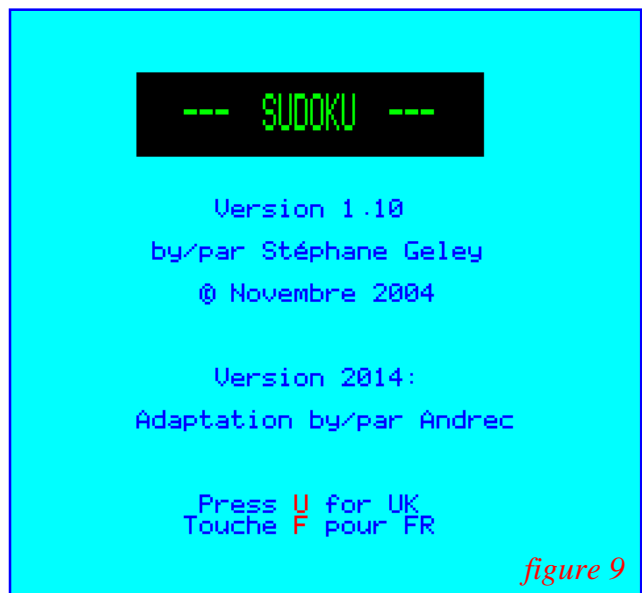 --- SUDOKU ---
Version 1.10
by/par Stéphane Geley
© Novembre 2004
Version 2014:
Adaptation by/par Andrec
Press U for UK
Touche F pour FR
figure 9